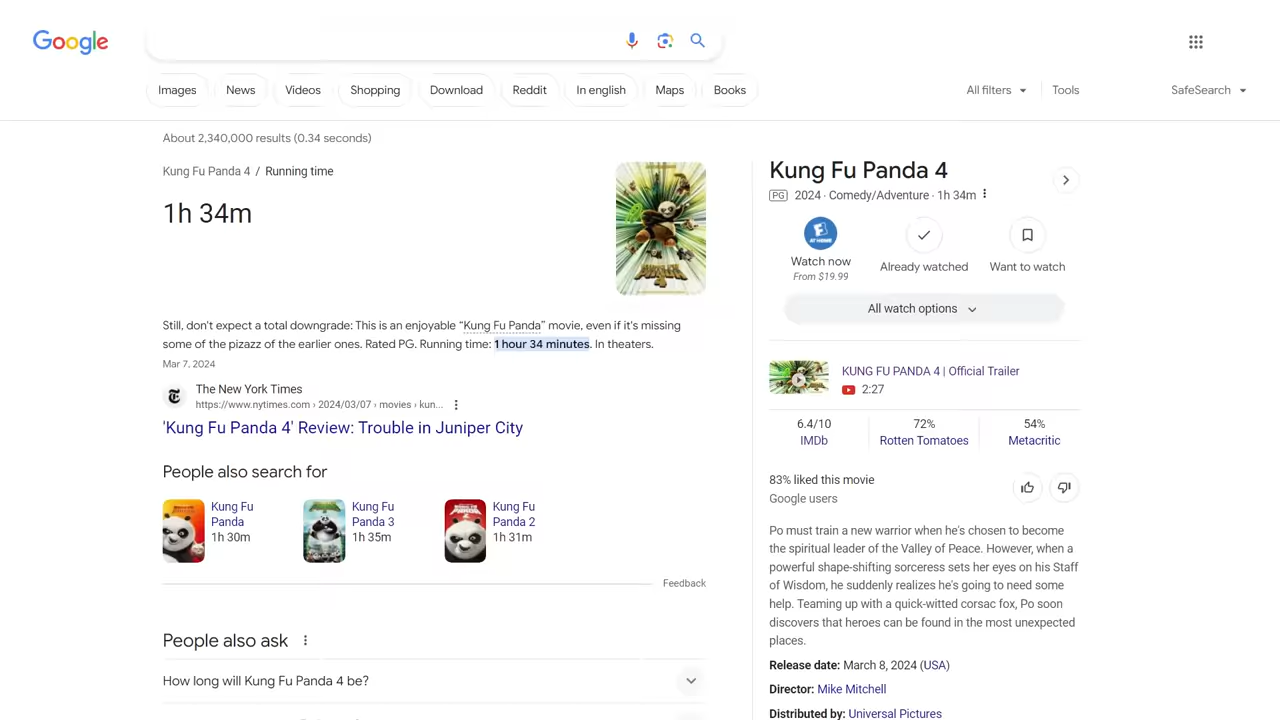 Google
Images
News
Videos
Shopping
Download
Reddit
In english
Maps
Books
All filters
Tools
SafeSearch
About 2,340,000 results (0.34 seconds)
Kung Fu Panda 4 / Running time
1h 34m
Still, don't expect a total downgrade: This is an enjoyable “Kung Fu Panda” movie, even if it's missing
some of the pizazz of the earlier ones. Rated PG. Running time: 1 hour 34 minutes. In theaters.
Mar 7, 2024
The New York Times
https://www.nytimes.com › 2024/03/07 › movies › kun...
'Kung Fu Panda 4' Review: Trouble in Juniper City
People also search for
Kung Fu
Panda
1h 30m
Kung Fu
Panda 3
1h 35m
Kung Fu
Panda 2
1h 31m
Feedback
People also ask
How long will Kung Fu Panda 4 be?
Kung Fu Panda 4
PG 2024 · Comedy/Adventure · 1h 34m
AT HOME
Watch now
From $19.99
Already watched
Want to watch
All watch options
KUNG FU PANDA 4 | Official Trailer
2:27
6.4/10
IMDb
72%
Rotten Tomatoes
54%
Metacritic
83% liked this movie
Google users
Po must train a new warrior when he's chosen to become
the spiritual leader of the Valley of Peace. However, when a
powerful shape-shifting sorceress sets her eyes on his Staff
of Wisdom, he suddenly realizes he's going to need some
help. Teaming up with a quick-witted corsac fox, Po soon
discovers that heroes can be found in the most unexpected
places.
Release date: March 8, 2024 (USA)
Director: Mike Mitchell
Distributed by: Universal Pictures